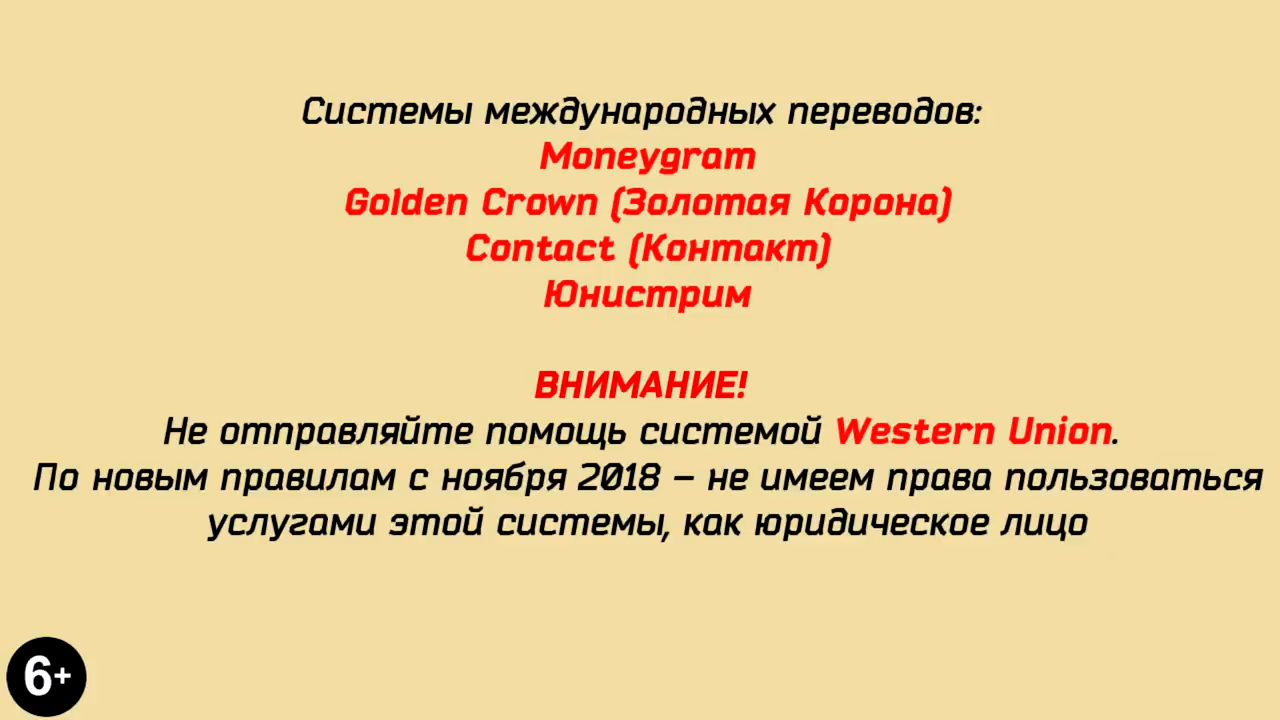 Системы международных переводов:
Moneygram
Golden Crown (Золотая Корона)
Contact (Контакт)
Юнистрим
ВНИМАНИЕ!
Не отправляйте помощь системой Western Union.
По новым правилам с ноября 2018 – не имеем права пользоваться
услугами этой системы, как юридическое лицо
6+